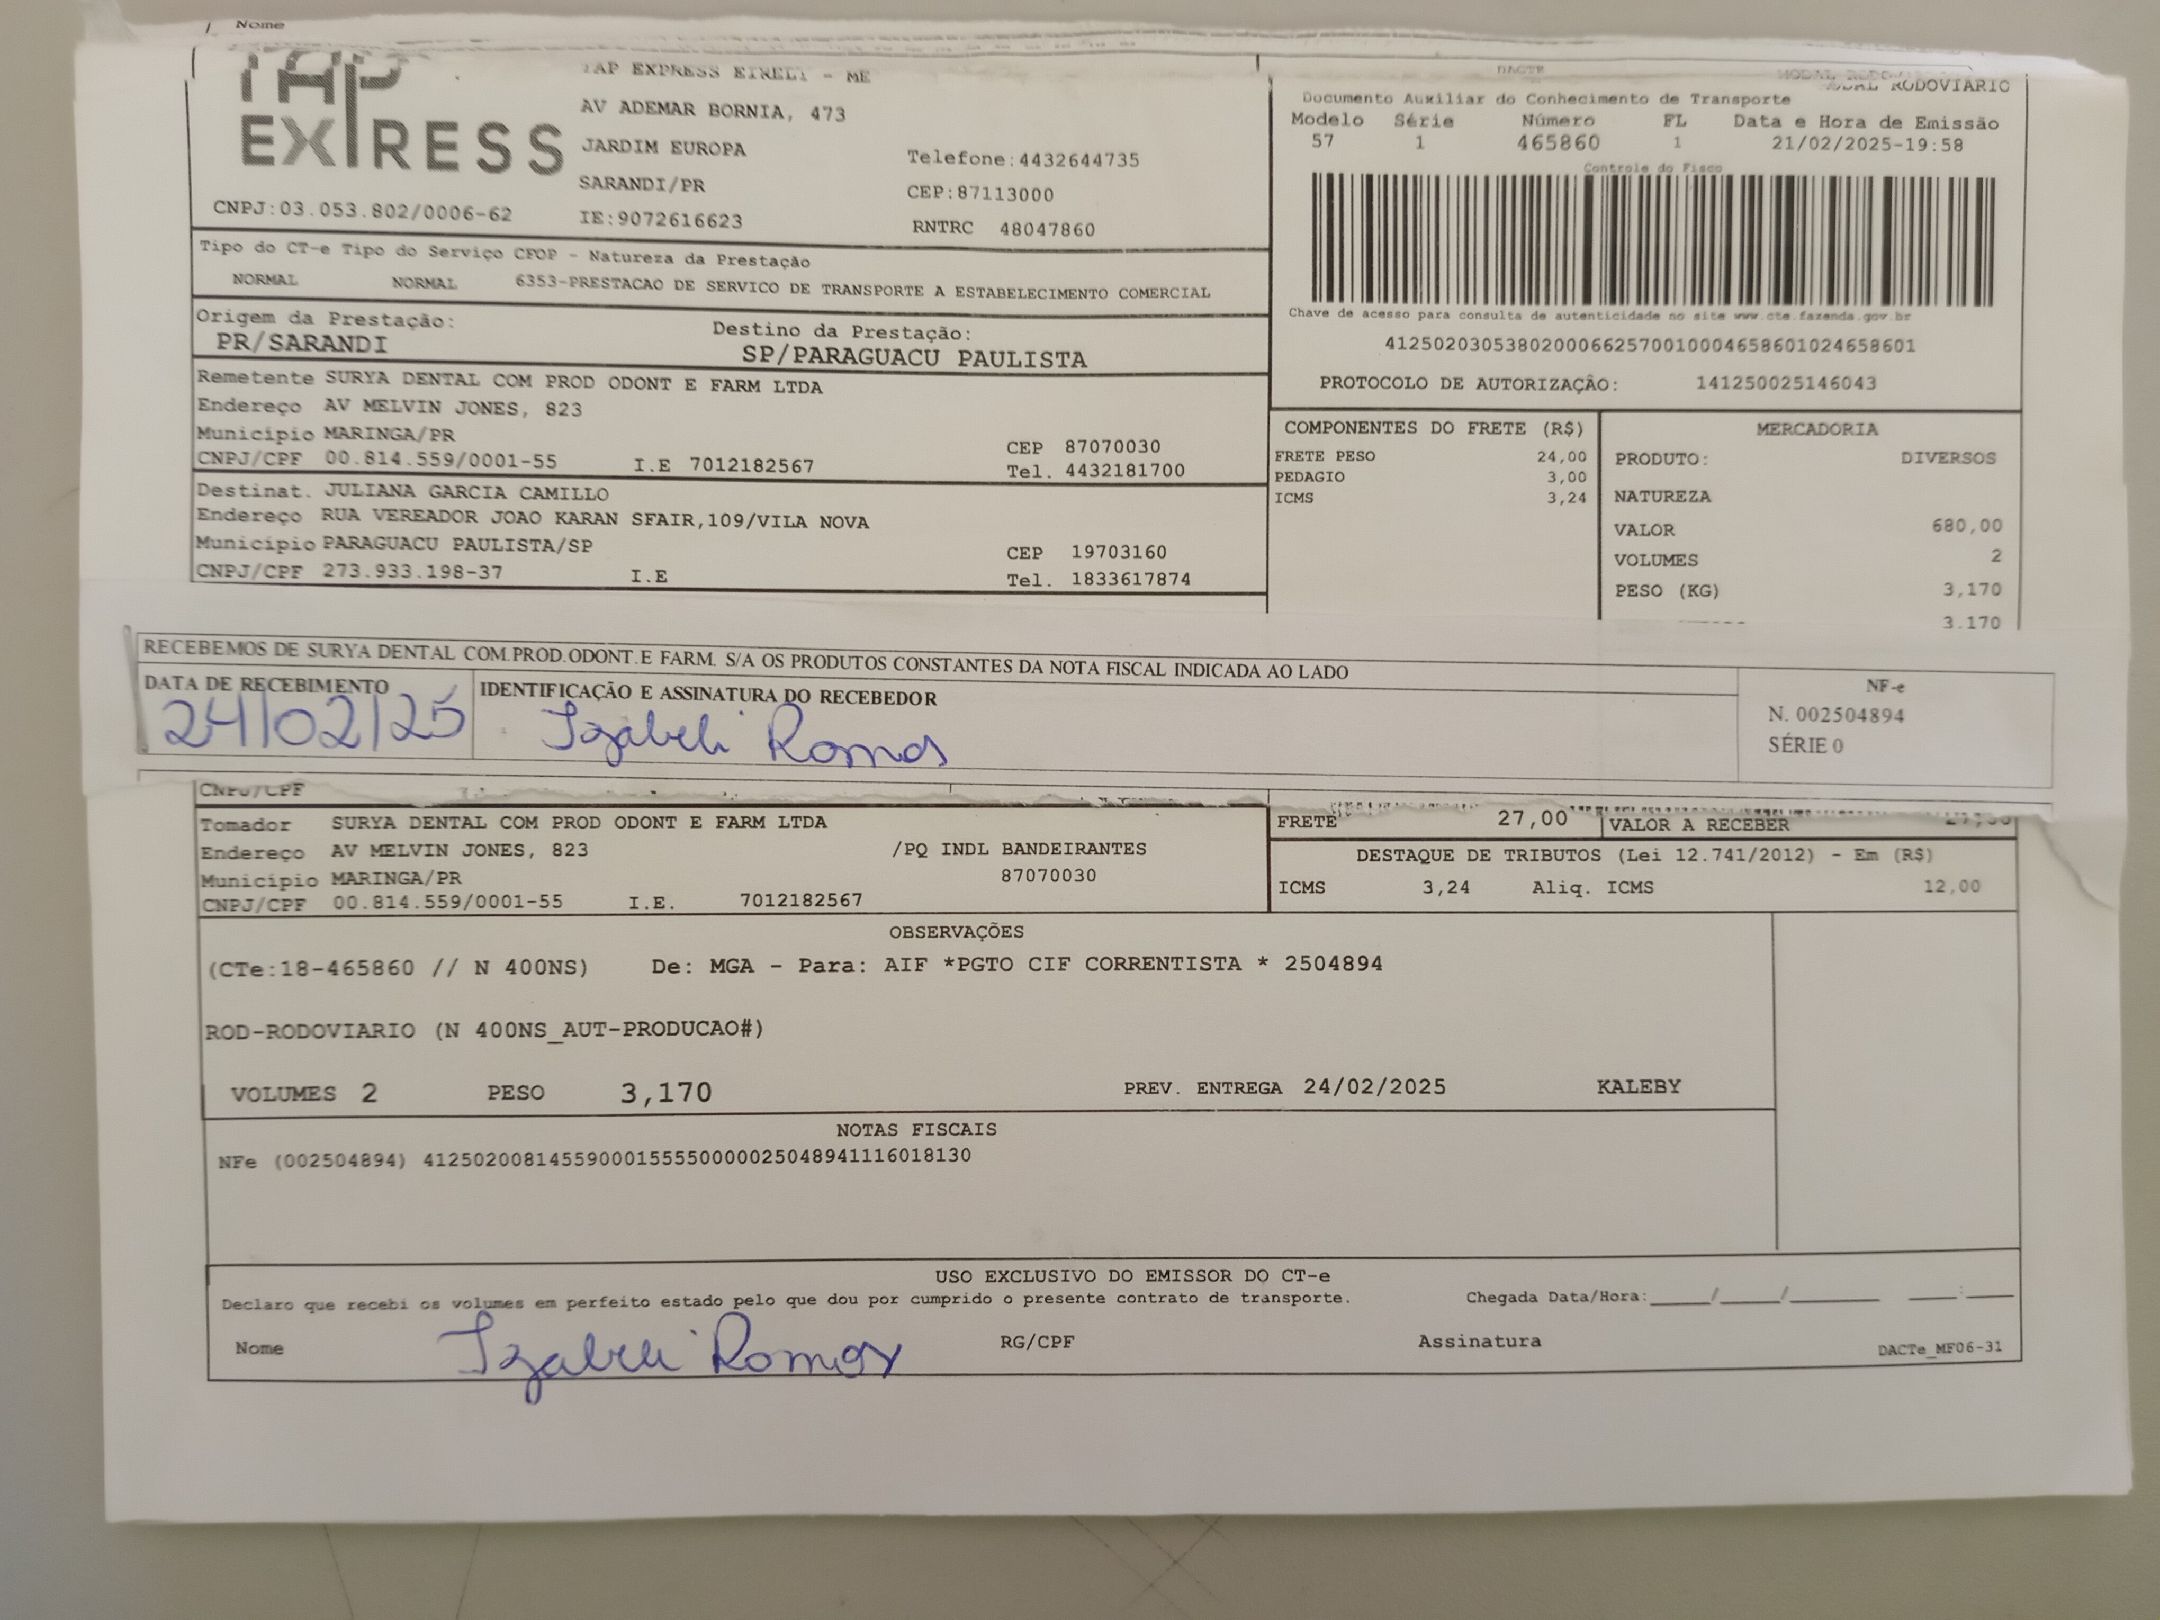 Nome
TAP EXPRESS
TAP EXPRESS EIRELI - ME
AV ADEMAR BORNIA, 473
JARDIM EUROPA
Telefone:4432644735
SARANDI/PR
CEP:87113000
CNPJ:03.053.802/0006-62
IE:9072616623
RNTRC 48047860
DACTE
MODAL RODOVIARIO
Documento Auxiliar do Conhecimento de Transporte
Modelo Série Número FL Data e Hora de Emissão
57 1 465860 1 21/02/2025-19:58
Controle do Fisco
Chave de acesso para consulta de autenticidade no site www.cte.fazenda.gov.br
41250203053802000662570010004658601024658601
PROTOCOLO DE AUTORIZAÇÃO: 141250025146043
Tipo do CT-e Tipo do Serviço CFOP - Natureza da Prestação
NORMAL NORMAL 6353-PRESTACAO DE SERVICO DE TRANSPORTE A ESTABELECIMENTO COMERCIAL
Origem da Prestação: Destino da Prestação:
PR/SARANDI SP/PARAGUACU PAULISTA
Remetente SURYA DENTAL COM PROD ODONT E FARM LTDA
Endereço AV MELVIN JONES, 823
Município MARINGA/PR CEP 87070030
CNPJ/CPF 00.814.559/0001-55 I.E 7012182567 Tel. 4432181700
Destinat. JULIANA GARCIA CAMILLO
Endereço RUA VEREADOR JOAO KARAN SFAIR,109/VILA NOVA
Município PARAGUACU PAULISTA/SP CEP 19703160
CNPJ/CPF 273.933.198-37 I.E Tel. 1833617874
COMPONENTES DO FRETE (R$)
FRETE PESO 24,00
PEDAGIO 3,00
ICMS 3,24
MERCADORIA
PRODUTO: DIVERSOS
NATUREZA
VALOR 680,00
VOLUMES 2
PESO (KG) 3,170
3.170
RECEBEMOS DE SURYA DENTAL COM.PROD.ODONT.E FARM. S/A OS PRODUTOS CONSTANTES DA NOTA FISCAL INDICADA AO LADO
DATA DE RECEBIMENTO
24/02/25
IDENTIFICAÇÃO E ASSINATURA DO RECEBEDOR
Izabeli Ramos
NF-e
N. 002504894
SÉRIE 0
CNPJ/CPF
Tomador SURYA DENTAL COM PROD ODONT E FARM LTDA
Endereço AV MELVIN JONES, 823 /PQ INDL BANDEIRANTES
Município MARINGA/PR 87070030
CNPJ/CPF 00.814.559/0001-55 I.E. 7012182567
FRETE 27,00 VALOR A RECEBER
DESTAQUE DE TRIBUTOS (Lei 12.741/2012) - Em (R$)
ICMS 3,24 Aliq. ICMS 12,00
OBSERVAÇÕES
(CTe:18-465860 // N 400NS) De: MGA - Para: AIF *PGTO CIF CORRENTISTA * 2504894
ROD-RODOVIARIO (N 400NS_AUT-PRODUCAO#)
VOLUMES 2 PESO 3,170 PREV. ENTREGA 24/02/2025 KALEBY
NOTAS FISCAIS
NFe (002504894) 41250200814559000155550000025048941116018130
USO EXCLUSIVO DO EMISSOR DO CT-e
Declaro que recebi os volumes em perfeito estado pelo que dou por cumprido o presente contrato de transporte. Chegada Data/Hora:_____/_____/_______ ____:____
Nome Izabeli Ramos RG/CPF Assinatura
DACTe_MF06-31